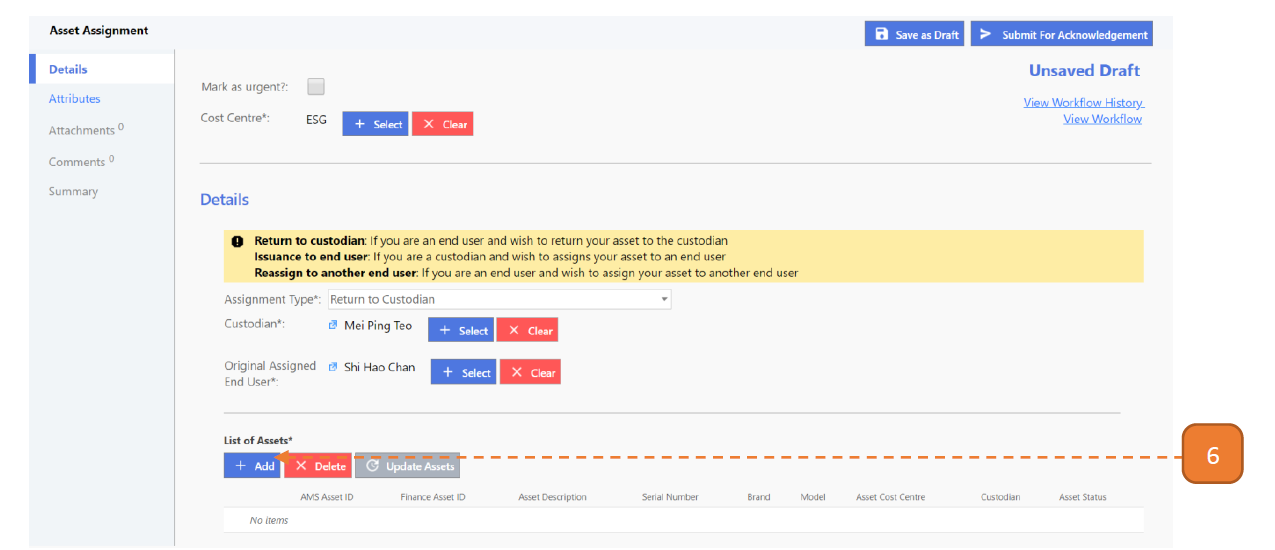 Asset Assignment
Save as Draft
Submit For Acknowledgement
Details
Attributes
Attachments 0
Comments 0
Summary
Unsaved Draft
View Workflow History
View Workflow
Mark as urgent?:
Cost Centre*: ESG + Select × Clear
Details
Return to custodian: If you are an end user and wish to return your asset to the custodian
Issuance to end user: If you are a custodian and wish to assigns your asset to an end user
Reassign to another end user: If you are an end user and wish to assign your asset to another end user
Assignment Type*: Return to Custodian
Custodian*: Mei Ping Teo + Select × Clear
Original Assigned Shi Hao Chan + Select × Clear
End User*:
List of Assets*
+ Add × Delete Update Assets
6
AMS Asset ID Finance Asset ID Asset Description Serial Number Brand Model Asset Cost Centre Custodian Asset Status
No items